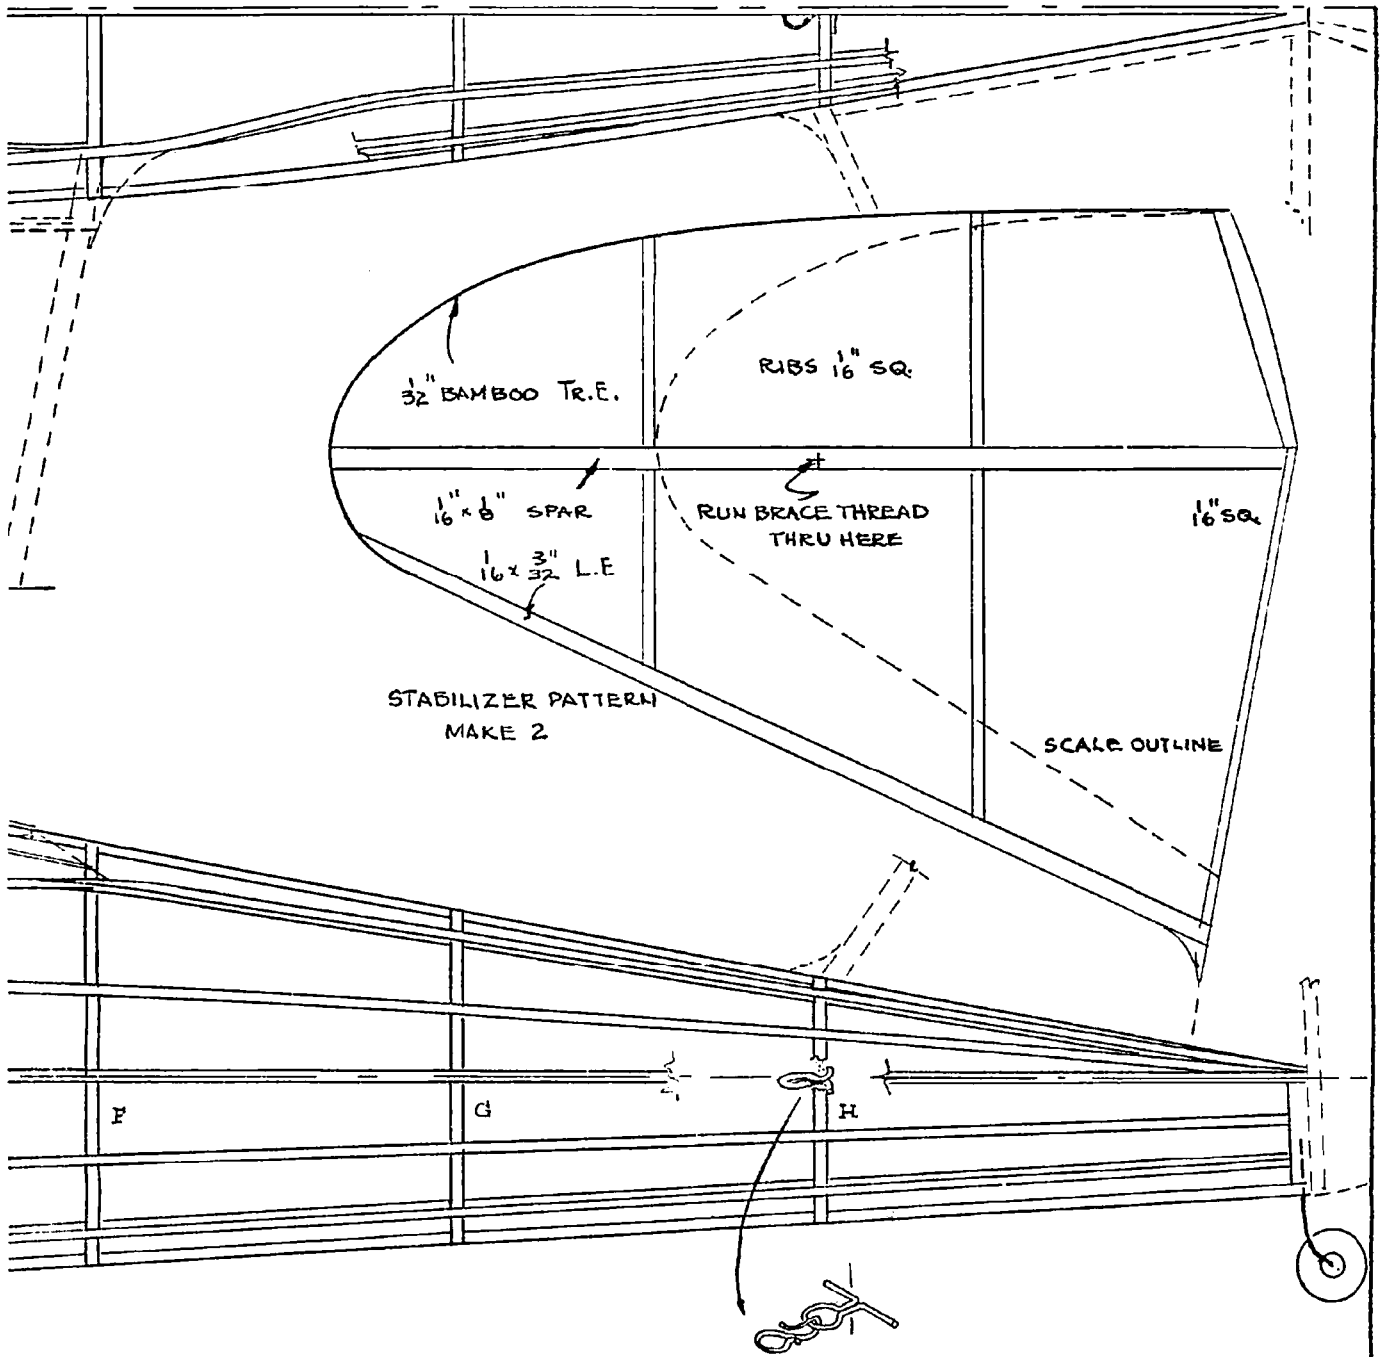 RIBS 1/16" SQ.
1/32" BAMBOO TR.E.
1/16" x 1/8" SPAR
RUN BRACE THREAD
THRU HERE
1/16" SQ.
1/16 x 3/32" L.E
STABILIZER PATTERN
MAKE 2
SCALE OUTLINE
F
G
H